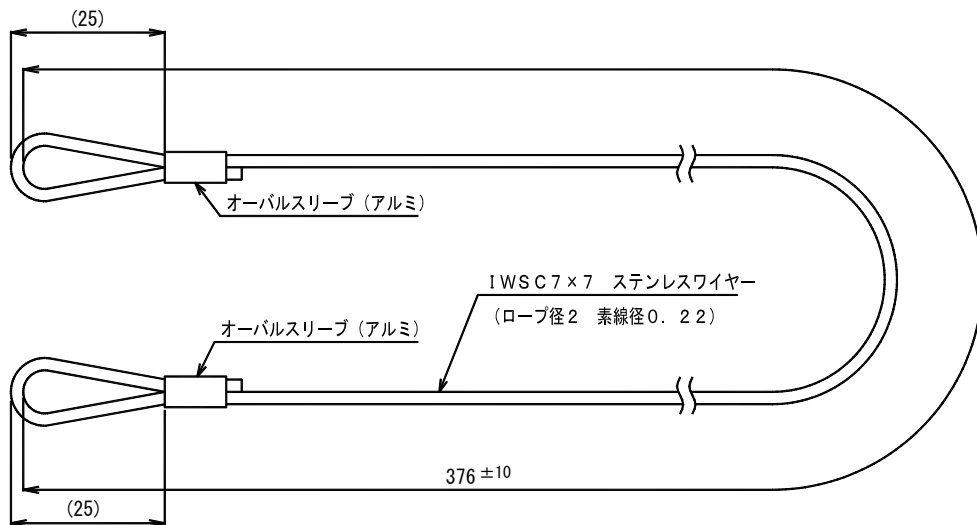 (25)
オーバルスリーブ（アルミ）
ＩＷＳＣ７×７　ステンレスワイヤー
（ロープ径２　素線径０．２２）
オーバルスリーブ（アルミ）
376 ±10
(25)